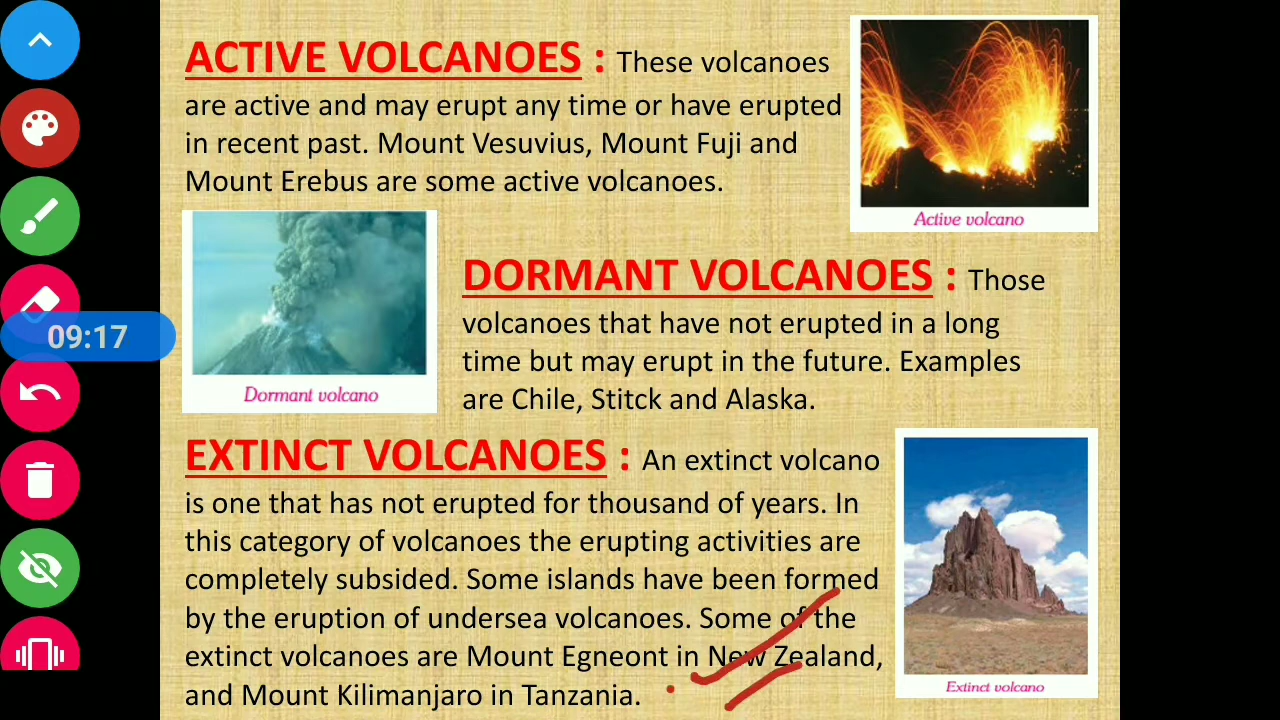 ACTIVE VOLCANOES : These volcanoes
are active and may erupt any time or have erupted
in recent past. Mount Vesuvius, Mount Fuji and
Mount Erebus are some active volcanoes.
Active volcano
09:17
DORMANT VOLCANOES : Those
volcanoes that have not erupted in a long
time but may erupt in the future. Examples
are Chile, Stitck and Alaska.
Dormant volcano
EXTINCT VOLCANOES : An extinct volcano
is one that has not erupted for thousand of years. In
this category of volcanoes the erupting activities are
completely subsided. Some islands have been formed
by the eruption of undersea volcanoes. Some of the
extinct volcanoes are Mount Egneont in New Zealand,
and Mount Kilimanjaro in Tanzania.
Extinct volcano